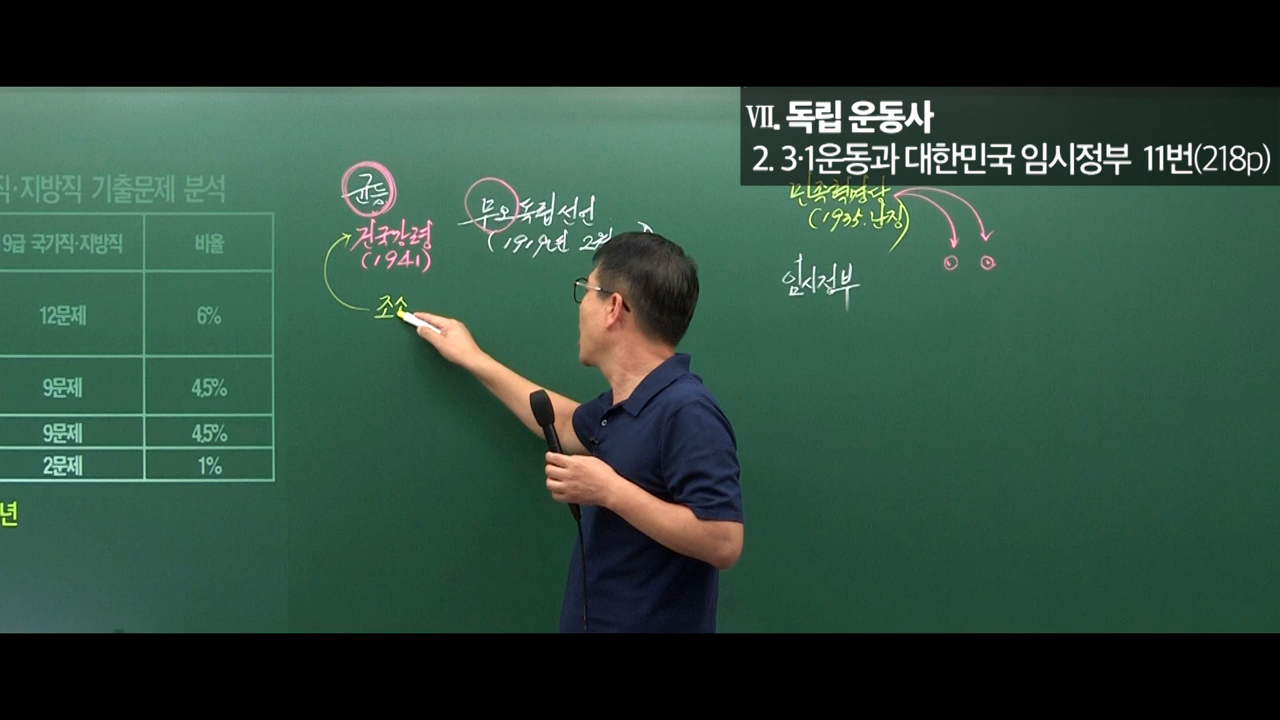 Ⅶ. 독립 운동사
2. 3·1운동과 대한민국 임시정부 11번(218p)
직·지방직 기출문제 분석
9급 국가직·지방직 비율
12문제 6%
9문제 4.5%
9문제 4.5%
2문제 1%
년
균등
건국강령
(1941)
조소
무오독립선언
(1919년 2월 )
민족혁명당
(1935. 난징)
임시정부